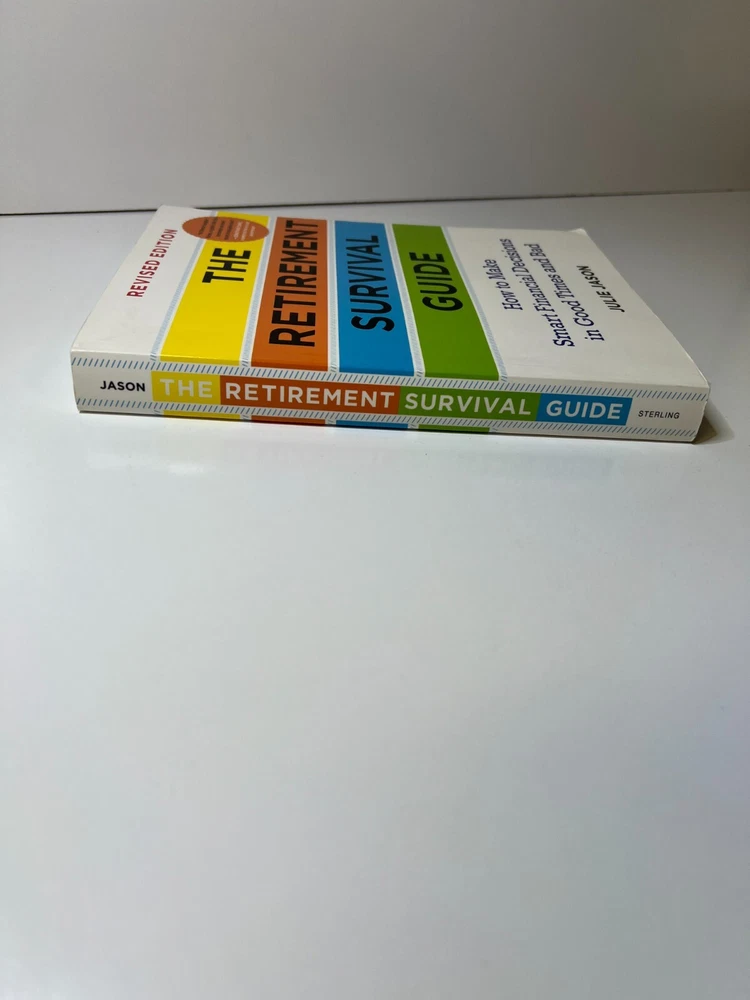 REVISED EDITION
THE
RETIREMENT
SURVIVAL
GUIDE
How to Make
Smart Financial Decisions
in Good Times and Bad
JULIE JASON
JASON THE RETIREMENT SURVIVAL GUIDE STERLING